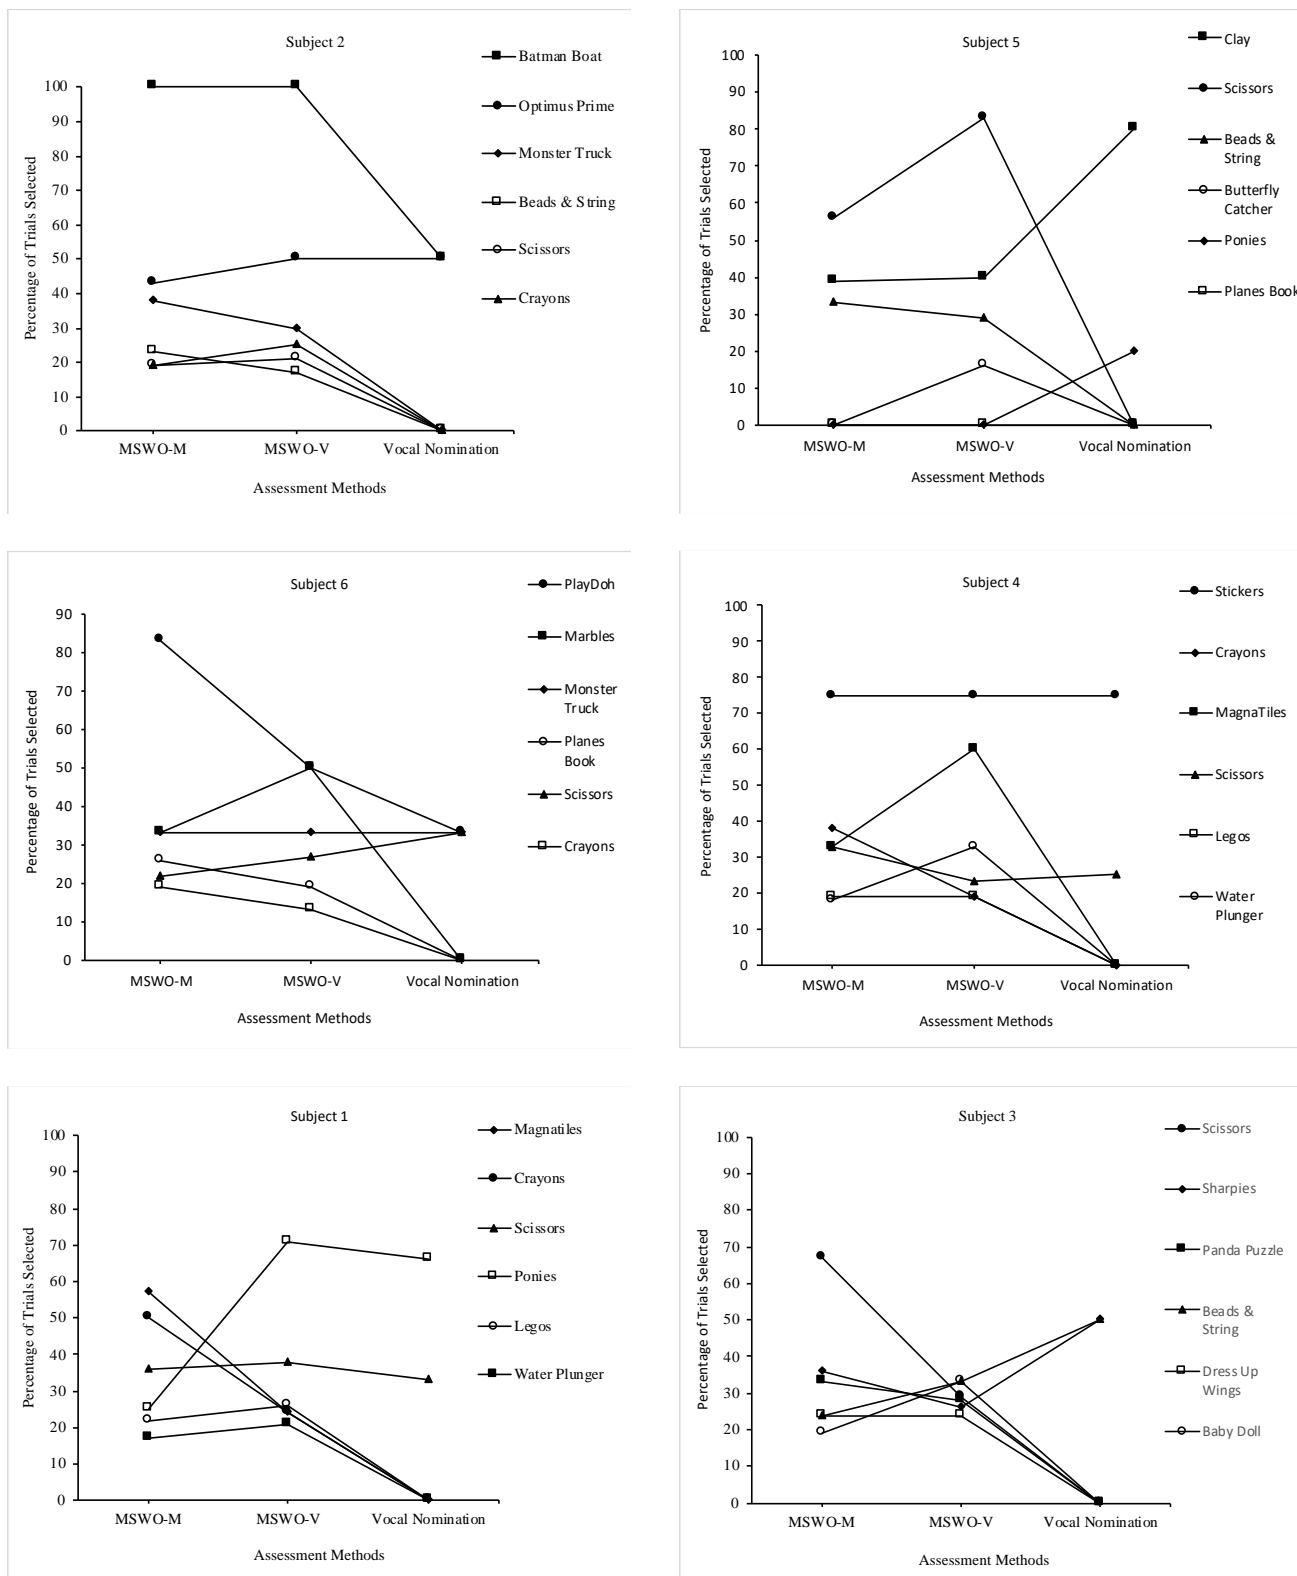 Subject 2
Batman Boat
Optimus Prime
Monster Truck
Beads & String
Scissors
Crayons
Percentage of Trials Selected
100
90
80
70
60
50
40
30
20
10
0
MSWO-M
MSWO-V
Vocal Nomination
Assessment Methods
Subject 5
Clay
Scissors
Beads &
String
Butterfly
Catcher
Ponies
Planes Book
Percentage of Trials Selected
100
90
80
70
60
50
40
30
20
10
0
MSWO-M
MSWO-V
Vocal Nomination
Assessment Methods
Subject 6
PlayDoh
Marbles
Monster
Truck
Planes
Book
Scissors
Crayons
Percentage of Trials Selected
90
80
70
60
50
40
30
20
10
0
MSWO-M
MSWO-V
Vocal Nomination
Assessment Methods
Subject 4
Stickers
Crayons
MagnaTiles
Scissors
Legos
Water
Plunger
Percentage of Trials Selected
100
90
80
70
60
50
40
30
20
10
0
MSWO-M
MSWO-V
Vocal Nomination
Assessment Methods
Subject 1
Magnatiles
Crayons
Scissors
Ponies
Legos
Water Plunger
Percentage of Trials Selected
100
90
80
70
60
50
40
30
20
10
0
MSWO-M
MSWO-V
Vocal Nomination
Assessment Methods
Subject 3
Scissors
Sharpies
Panda Puzzle
Beads &
String
Dress Up
Wings
Baby Doll
Percentage of Trials Selected
100
90
80
70
60
50
40
30
20
10
0
MSWO-M
MSWO-V
Vocal Nomination
Assessment Methods